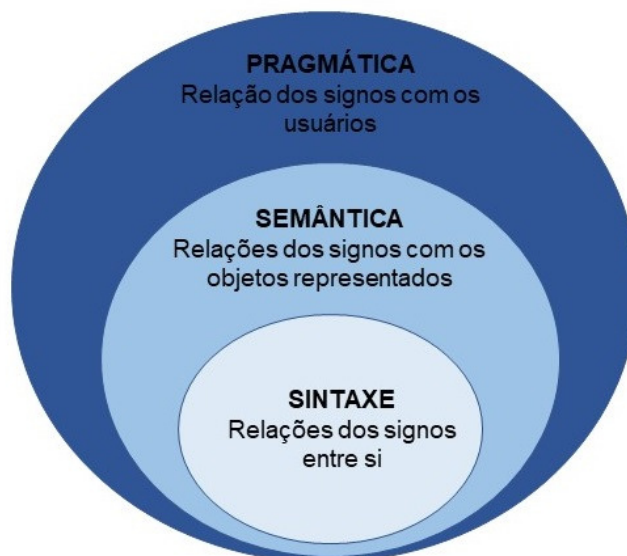 PRAGMÁTICA
Relação dos signos com os
usuários
SEMÂNTICA
Relações dos signos com os
objetos representados
SINTAXE
Relações dos signos
entre si